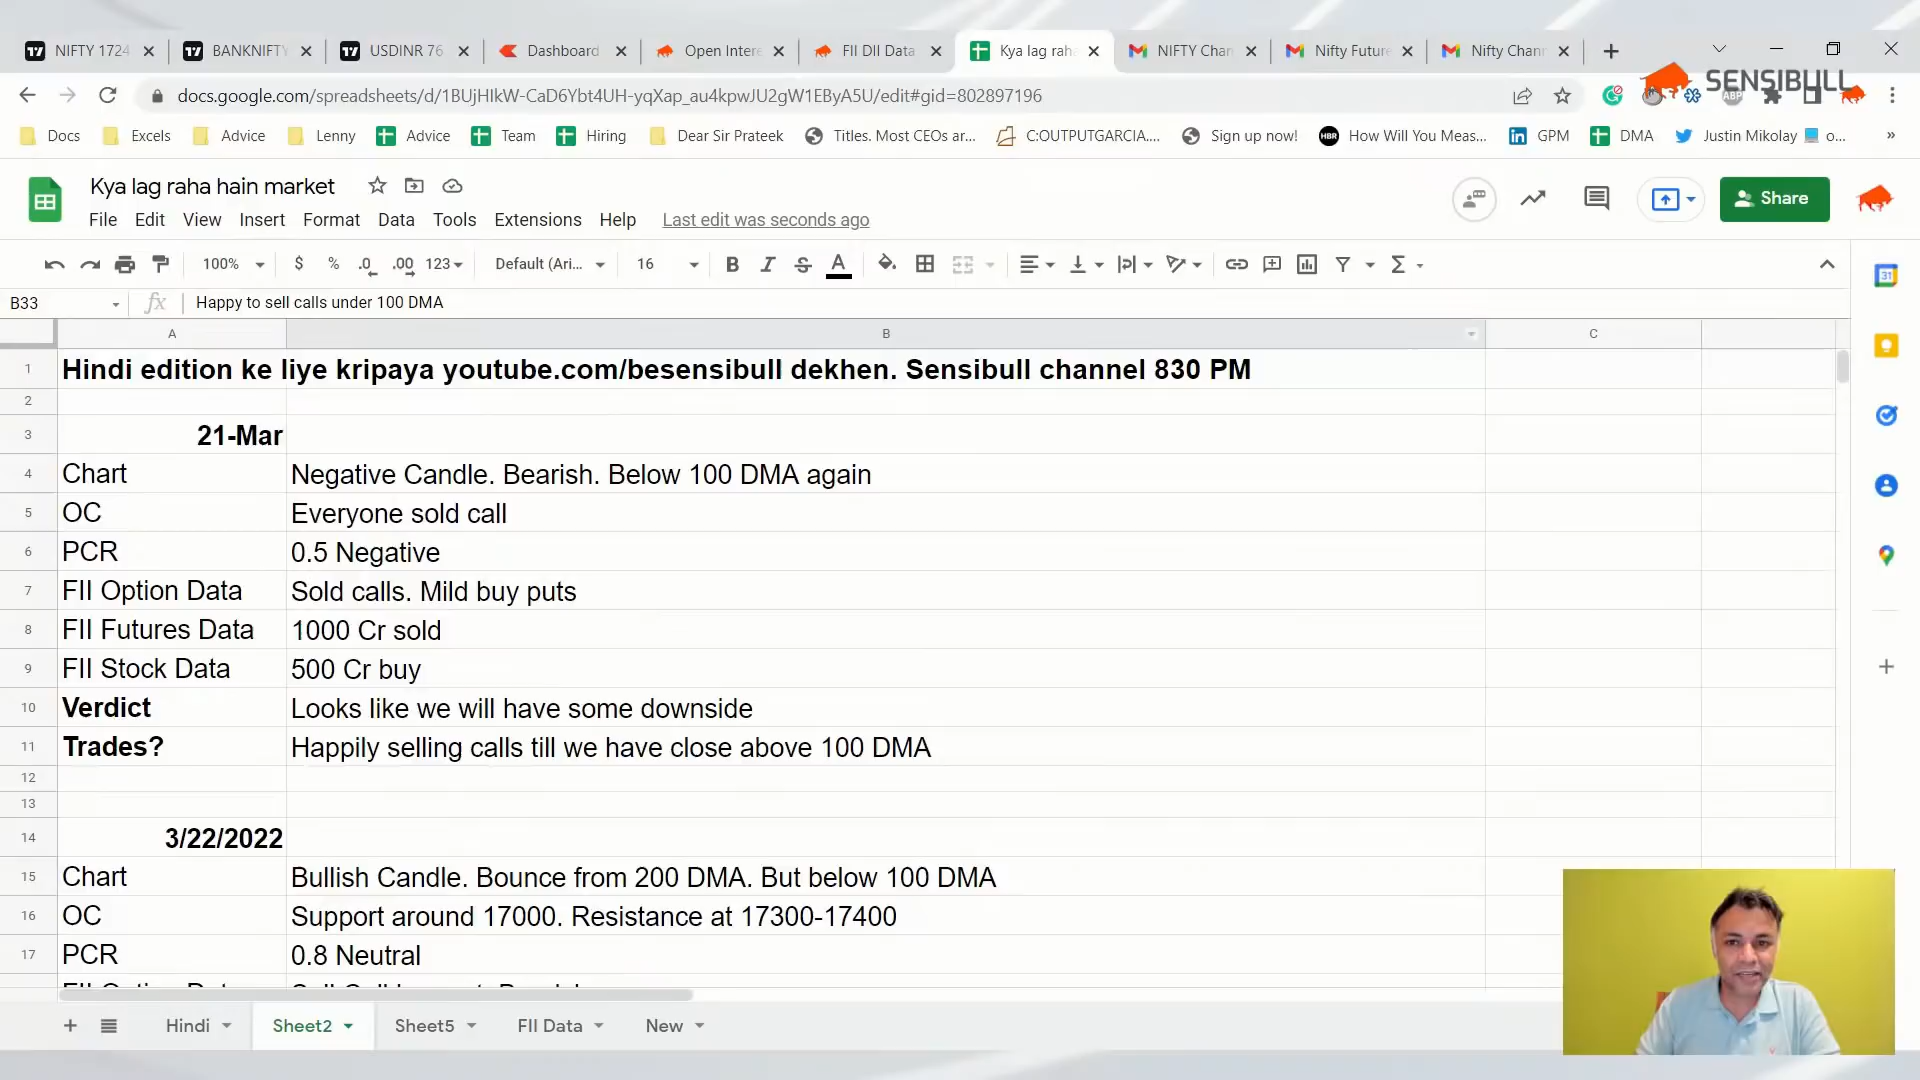 NIFTY 1724
BANKNIFTY
USDINR 76
Dashboard
Open Inter
FII DII Data
Kya lag rah
NIFTY Char
Nifty Future
Nifty Chann
SENSIBULL
docs.google.com/spreadsheets/d/1BUjHIkW-CaD6Ybt4UH-yqXap_au4kpwJU2gW1EByA5U/edit#gid=802897196
Docs Excels Advice Lenny Advice Team Hiring Dear Sir Prateek Titles. Most CEOs ar... C:OUTPUTGARCIA.... Sign up now! HBR How Will You Meas... GPM DMA Justin Mikolay o... »
Kya lag raha hain market
File Edit View Insert Format Data Tools Extensions Help Last edit was seconds ago
Share
100% $ % .0 .00 123 Default (Ari... 16 B I S A
B33 fx Happy to sell calls under 100 DMA
A B C
1 Hindi edition ke liye kripaya youtube.com/besensibull dekhen. Sensibull channel 830 PM
2
3 21-Mar
4 Chart Negative Candle. Bearish. Below 100 DMA again
5 OC Everyone sold call
6 PCR 0.5 Negative
7 FII Option Data Sold calls. Mild buy puts
8 FII Futures Data 1000 Cr sold
9 FII Stock Data 500 Cr buy
10 Verdict Looks like we will have some downside
11 Trades? Happily selling calls till we have close above 100 DMA
12
13
14 3/22/2022
15 Chart Bullish Candle. Bounce from 200 DMA. But below 100 DMA
16 OC Support around 17000. Resistance at 17300-17400
17 PCR 0.8 Neutral
Hindi Sheet2 Sheet5 FII Data New